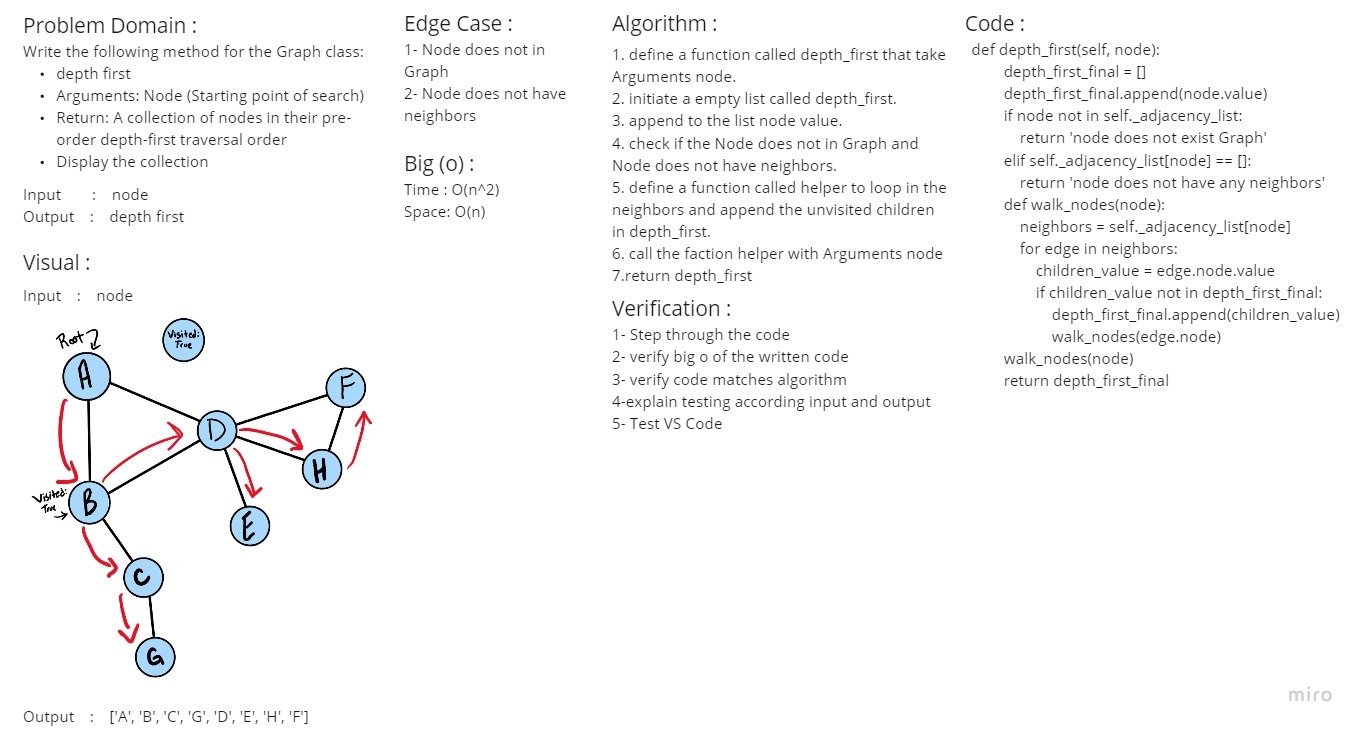 Problem Domain :
Write the following method for the Graph class:
• depth first
• Arguments: Node (Starting point of search)
• Return: A collection of nodes in their pre-
order depth-first traversal order
• Display the collection
Input : node
Output : depth first
Visual :
Input : node
Root
Visited:
True
A
B
C
D
E
F
G
H
Visited:
True
Output : ['A', 'B', 'C', 'G', 'D', 'E', 'H', 'F']
Edge Case :
1- Node does not in
Graph
2- Node does not have
neighbors
Big (o) :
Time : O(n^2)
Space: O(n)
Algorithm :
1. define a function called depth_first that take
Arguments node.
2. initiate a empty list called depth_first.
3. append to the list node value.
4. check if the Node does not in Graph and
Node does not have neighbors.
5. define a function called helper to loop in the
neighbors and append the unvisited children
in depth_first.
6. call the faction helper with Arguments node
7.return depth_first
Verification :
1- Step through the code
2- verify big o of the written code
3- verify code matches algorithm
4-explain testing according input and output
5- Test VS Code
Code :
def depth_first(self, node):
depth_first_final = []
depth_first_final.append(node.value)
if node not in self._adjacency_list:
return 'node does not exist Graph'
elif self._adjacency_list[node] == []:
return 'node does not have any neighbors'
def walk_nodes(node):
neighbors = self._adjacency_list[node]
for edge in neighbors:
children_value = edge.node.value
if children_value not in depth_first_final:
depth_first_final.append(children_value)
walk_nodes(edge.node)
walk_nodes(node)
return depth_first_final
miro